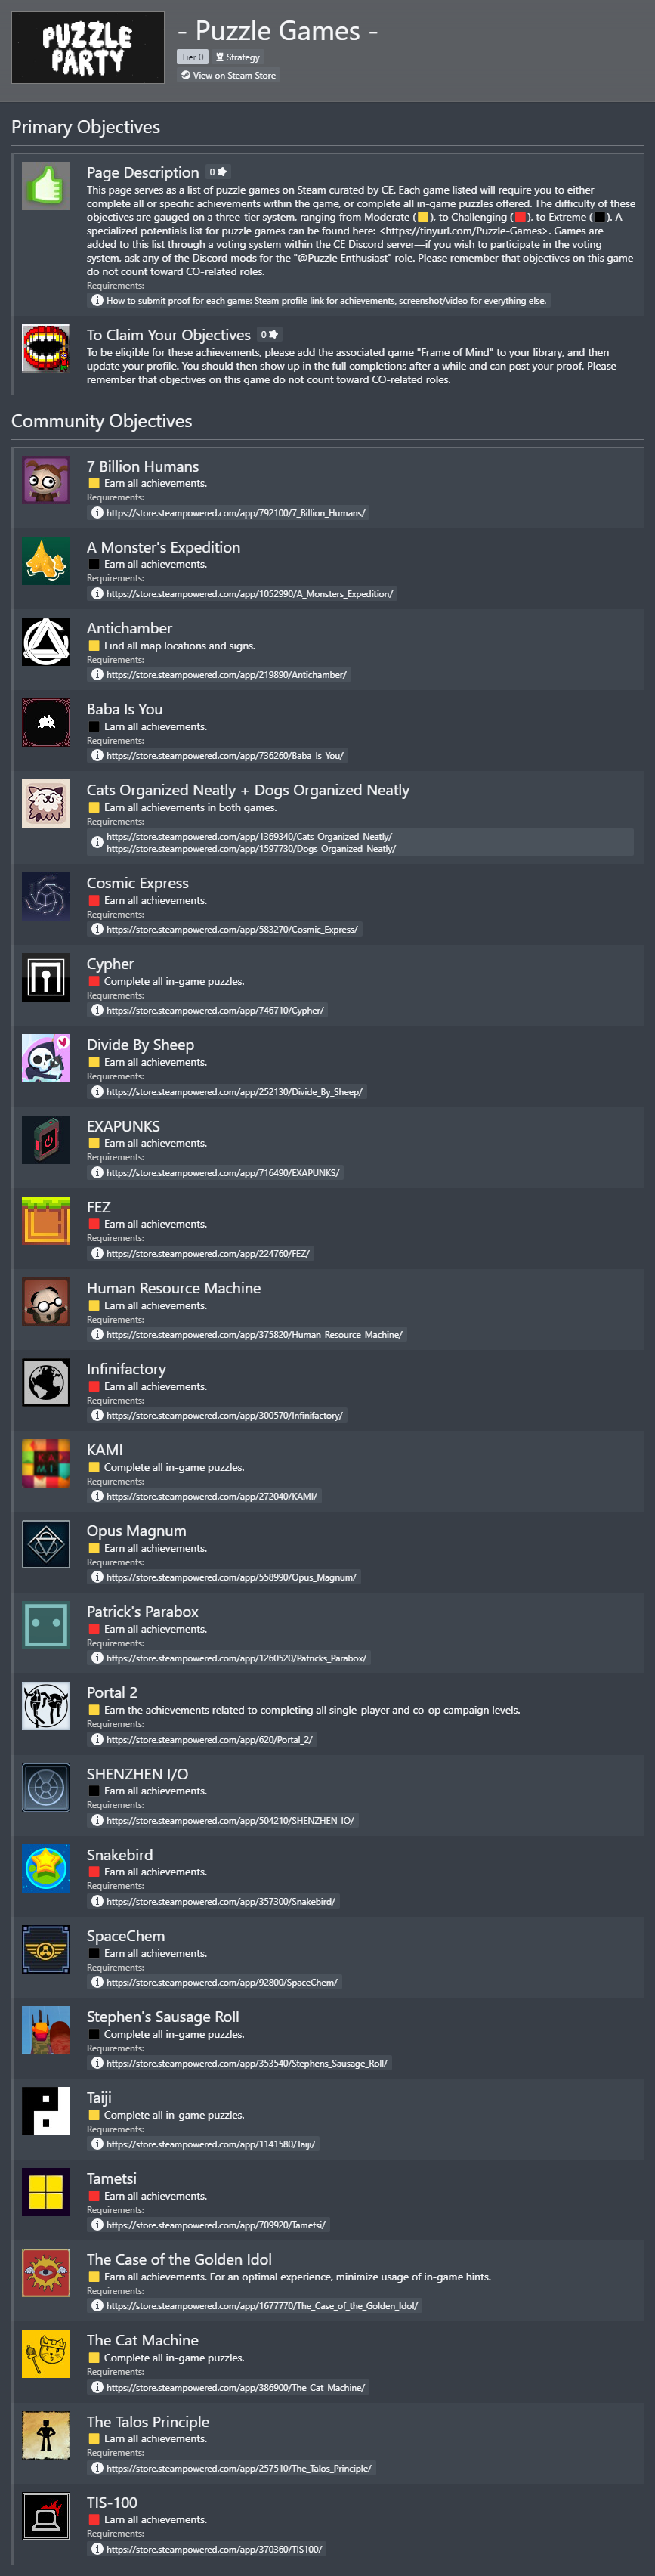 PUZZLE
PARTY
- Puzzle Games -
Tier 0
Strategy
View on Steam Store
Primary Objectives
Page Description 0
This page serves as a list of puzzle games on Steam curated by CE. Each game listed will require you to either
complete all or specific achievements within the game, or complete all in-game puzzles offered. The difficulty of these
objectives are gauged on a three-tier system, ranging from Moderate (🟨), to Challenging (🟥), to Extreme (⬛). A
specialized potentials list for puzzle games can be found here: <https://tinyurl.com/Puzzle-Games>. Games are
added to this list through a voting system within the CE Discord server—if you wish to participate in the voting
system, ask any of the Discord mods for the "@Puzzle Enthusiast" role. Please remember that objectives on this game
do not count toward CO-related roles.
Requirements:
How to submit proof for each game: Steam profile link for achievements, screenshot/video for everything else.
To Claim Your Objectives 0
To be eligible for these achievements, please add the associated game "Frame of Mind" to your library, and then
update your profile. You should then show up in the full completions after a while and can post your proof. Please
remember that objectives on this game do not count toward CO-related roles.
Community Objectives
7 Billion Humans
🟨 Earn all achievements.
Requirements:
https://store.steampowered.com/app/792100/7_Billion_Humans/
A Monster's Expedition
⬛ Earn all achievements.
Requirements:
https://store.steampowered.com/app/1052990/A_Monsters_Expedition/
Antichamber
🟨 Find all map locations and signs.
Requirements:
https://store.steampowered.com/app/219890/Antichamber/
Baba Is You
⬛ Earn all achievements.
Requirements:
https://store.steampowered.com/app/736260/Baba_Is_You/
Cats Organized Neatly + Dogs Organized Neatly
🟨 Earn all achievements in both games.
Requirements:
https://store.steampowered.com/app/1369340/Cats_Organized_Neatly/
https://store.steampowered.com/app/1597730/Dogs_Organized_Neatly/
Cosmic Express
🟥 Earn all achievements.
Requirements:
https://store.steampowered.com/app/583270/Cosmic_Express/
Cypher
🟥 Complete all in-game puzzles.
Requirements:
https://store.steampowered.com/app/746710/Cypher/
Divide By Sheep
🟨 Earn all achievements.
Requirements:
https://store.steampowered.com/app/252130/Divide_By_Sheep/
EXAPUNKS
🟨 Earn all achievements.
Requirements:
https://store.steampowered.com/app/716490/EXAPUNKS/
FEZ
🟥 Earn all achievements.
Requirements:
https://store.steampowered.com/app/224760/FEZ/
Human Resource Machine
🟨 Earn all achievements.
Requirements:
https://store.steampowered.com/app/375820/Human_Resource_Machine/
Infinifactory
🟥 Earn all achievements.
Requirements:
https://store.steampowered.com/app/300570/Infinifactory/
KA
MI
KAMI
🟨 Complete all in-game puzzles.
Requirements:
https://store.steampowered.com/app/272040/KAMI/
Opus Magnum
🟨 Earn all achievements.
Requirements:
https://store.steampowered.com/app/558990/Opus_Magnum/
Patrick's Parabox
🟥 Earn all achievements.
Requirements:
https://store.steampowered.com/app/1260520/Patricks_Parabox/
Portal 2
🟨 Earn the achievements related to completing all single-player and co-op campaign levels.
Requirements:
https://store.steampowered.com/app/620/Portal_2/
SHENZHEN I/O
⬛ Earn all achievements.
Requirements:
https://store.steampowered.com/app/504210/SHENZHEN_IO/
Snakebird
🟥 Earn all achievements.
Requirements:
https://store.steampowered.com/app/357300/Snakebird/
SpaceChem
⬛ Earn all achievements.
Requirements:
https://store.steampowered.com/app/92800/SpaceChem/
Stephen's Sausage Roll
⬛ Complete all in-game puzzles.
Requirements:
https://store.steampowered.com/app/353540/Stephens_Sausage_Roll/
Taiji
🟨 Complete all in-game puzzles.
Requirements:
https://store.steampowered.com/app/1141580/Taiji/
Tametsi
🟥 Earn all achievements.
Requirements:
https://store.steampowered.com/app/709920/Tametsi/
The Case of the Golden Idol
🟨 Earn all achievements. For an optimal experience, minimize usage of in-game hints.
Requirements:
https://store.steampowered.com/app/1677770/The_Case_of_the_Golden_Idol/
The Cat Machine
🟨 Complete all in-game puzzles.
Requirements:
https://store.steampowered.com/app/386900/The_Cat_Machine/
The Talos Principle
🟨 Earn all achievements.
Requirements:
https://store.steampowered.com/app/257510/The_Talos_Principle/
TIS-100
🟥 Earn all achievements.
Requirements:
https://store.steampowered.com/app/370360/TIS100/